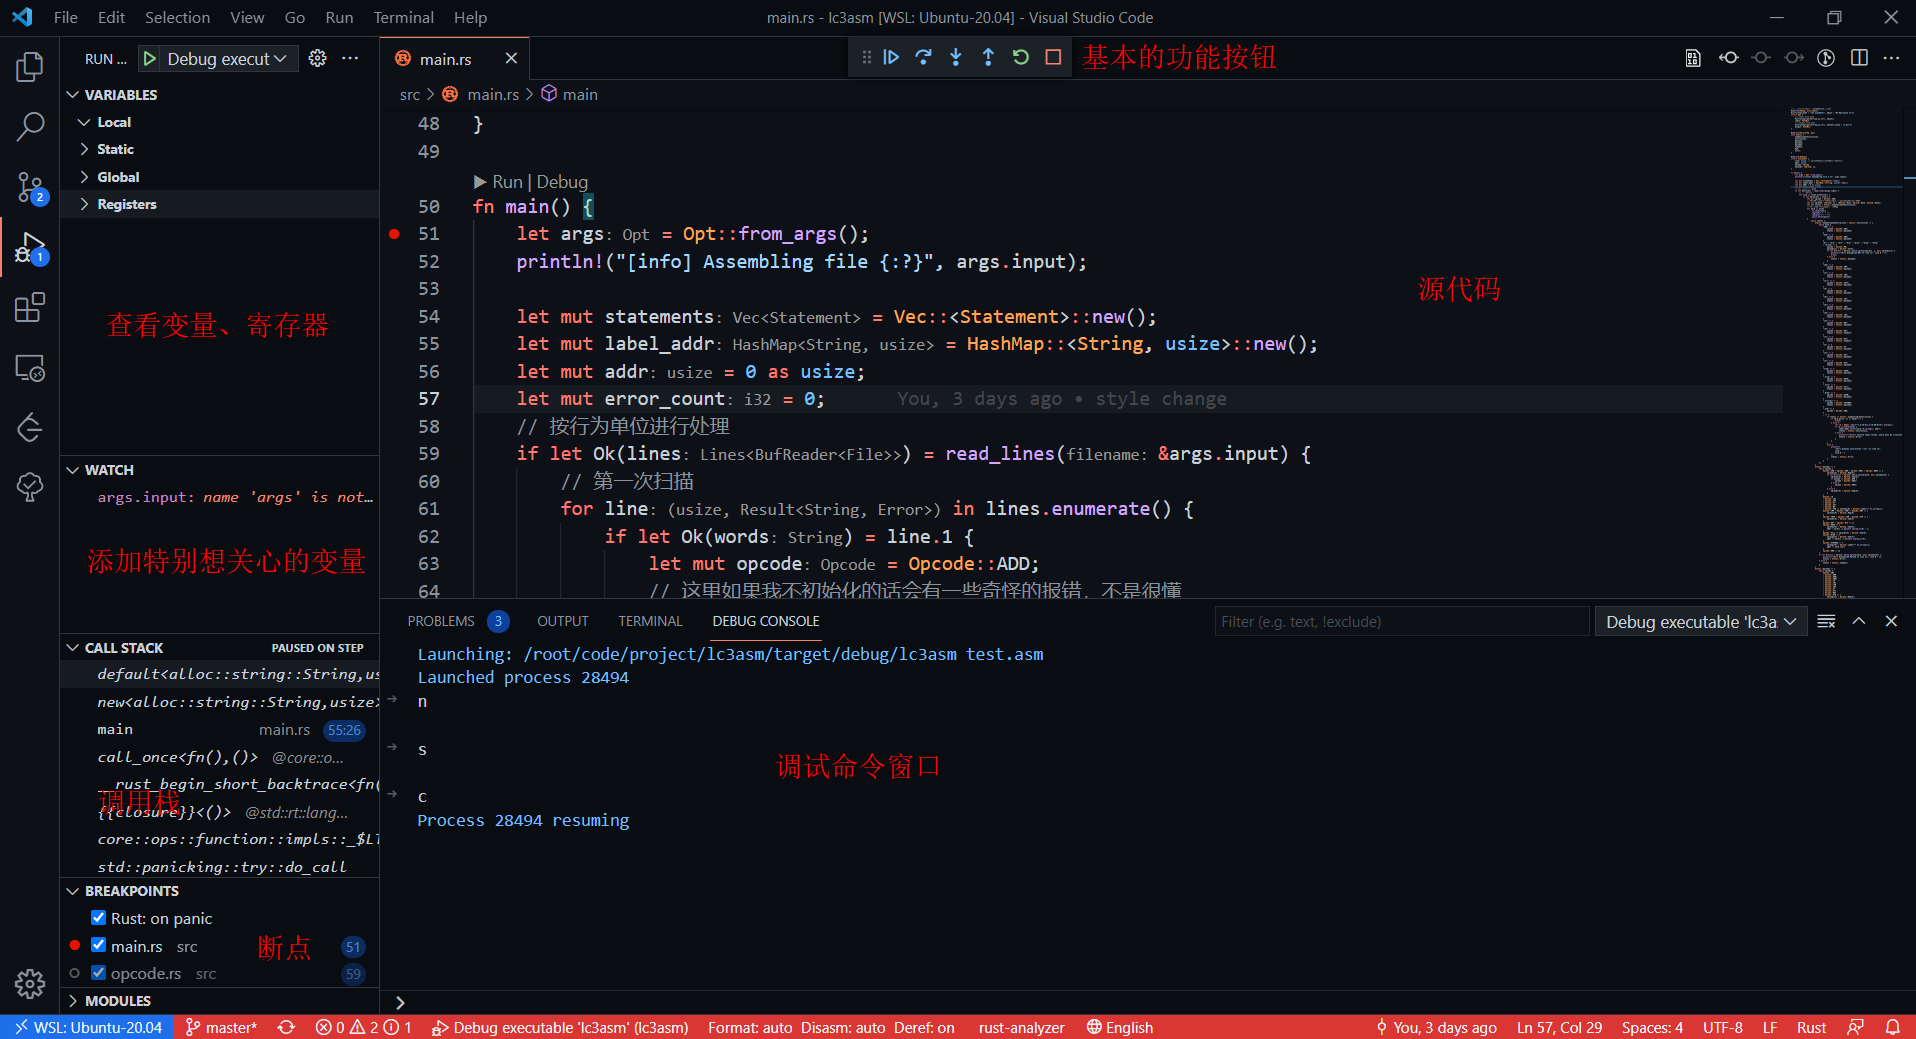 File Edit Selection View Go Run Terminal Help
main.rs - lc3asm [WSL: Ubuntu-20.04] - Visual Studio Code
RUN ...
Debug execut
main.rs
基本的功能按钮
src > main.rs > main
VARIABLES
Local
Static
Global
Registers
查看变量、寄存器
WATCH
args.input: name 'args' is not…
添加特别想关心的变量
CALL STACK PAUSED ON STEP
default<alloc::string::String,us
new<alloc::string::String,usize>
main main.rs 55:26
call_once<fn(),()> @core::o...
__rust_begin_short_backtrace<fn(
调用栈
{{closure}}<()> @std::rt::lang...
core::ops::function::impls::_$LT
std::panicking::try::do_call
BREAKPOINTS
Rust: on panic
main.rs src 51
断点
opcode.rs src 59
MODULES
48 }
49
Run | Debug
50 fn main() {
51 let args: Opt = Opt::from_args();
52 println!("[info] Assembling file {:?}", args.input);
53
源代码
54 let mut statements: Vec<Statement> = Vec::<Statement>::new();
55 let mut label_addr: HashMap<String, usize> = HashMap::<String, usize>::new();
56 let mut addr: usize = 0 as usize;
57 let mut error_count: i32 = 0; You, 3 days ago • style change
58 // 按行为单位进行处理
59 if let Ok(lines: Lines<BufReader<File>>) = read_lines(filename: &args.input) {
60 // 第一次扫描
61 for line: (usize, Result<String, Error>) in lines.enumerate() {
62 if let Ok(words: String) = line.1 {
63 let mut opcode: Opcode = Opcode::ADD;
64 // 这里如果我不初始化的话会有一些奇怪的报错，不是很懂
PROBLEMS 3 OUTPUT TERMINAL DEBUG CONSOLE
Filter (e.g. text, !exclude)
Debug executable 'lc3a
Launching: /root/code/project/lc3asm/target/debug/lc3asm test.asm
Launched process 28494
n
s
调试命令窗口
c
Process 28494 resuming
WSL: Ubuntu-20.04 master* 0 2 1 Debug executable 'lc3asm' (lc3asm) Format: auto Disasm: auto Deref: on rust-analyzer English You, 3 days ago Ln 57, Col 29 Spaces: 4 UTF-8 LF Rust
2
1